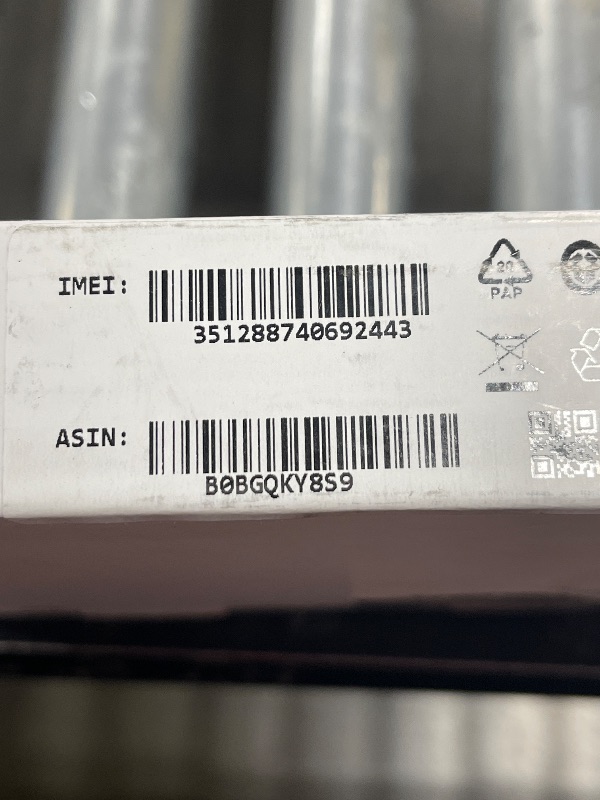 IMEI:
351288740692443
20
PAP
ASIN:
B0BGQKY8S9